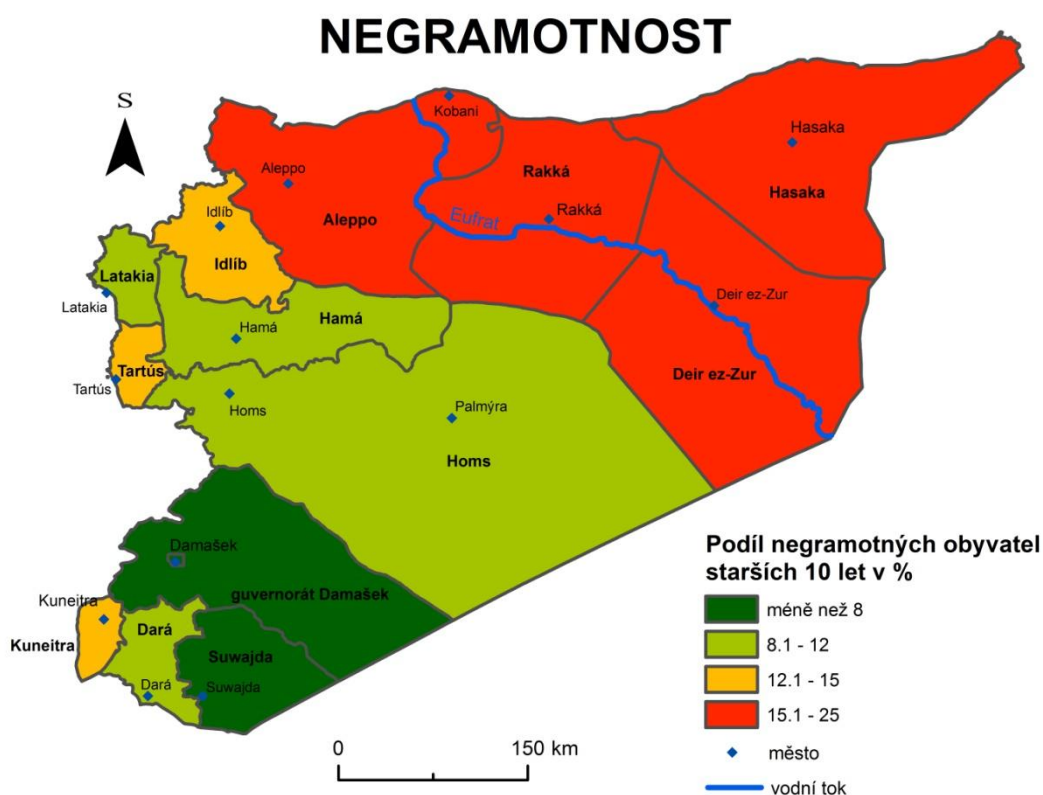 NEGRAMOTNOST
S
Kobani
Hasaka
Aleppo
Rakká
Hasaka
Idlíb
Aleppo
Eufrat
Rakká
Latakia
Idlíb
Latakia
Hamá
Hamá
Deir ez-Zur
Tartús
Tartús
Deir ez-Zur
Homs
Palmýra
Homs
Damašek
Kuneitra
guvernorát Damašek
Kuneitra
Dará
Suwajda
Dará
Suwajda
0
150 km
Podíl negramotných obyvatel
starších 10 let v %
méně než 8
8.1 - 12
12.1 - 15
15.1 - 25
město
vodní tok